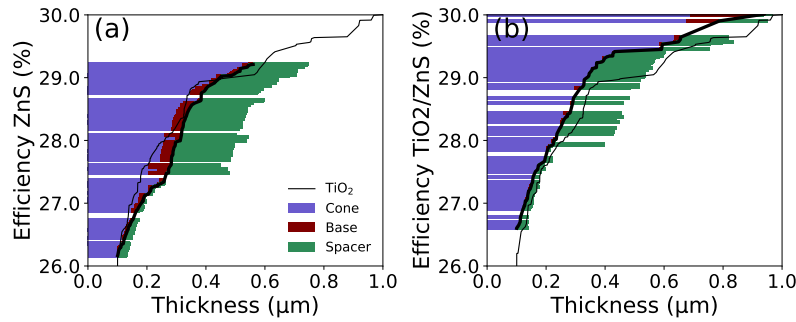 (a)
Efficiency ZnS (%)
30.0
29.0
28.0
27.0
26.0
TiO₂
Cone
Base
Spacer
0.0 0.2 0.4 0.6 0.8 1.0
Thickness (μm)
(b)
Efficiency TiO2/ZnS (%)
30.0
29.0
28.0
27.0
26.0
0.0 0.2 0.4 0.6 0.8 1.0
Thickness (μm)